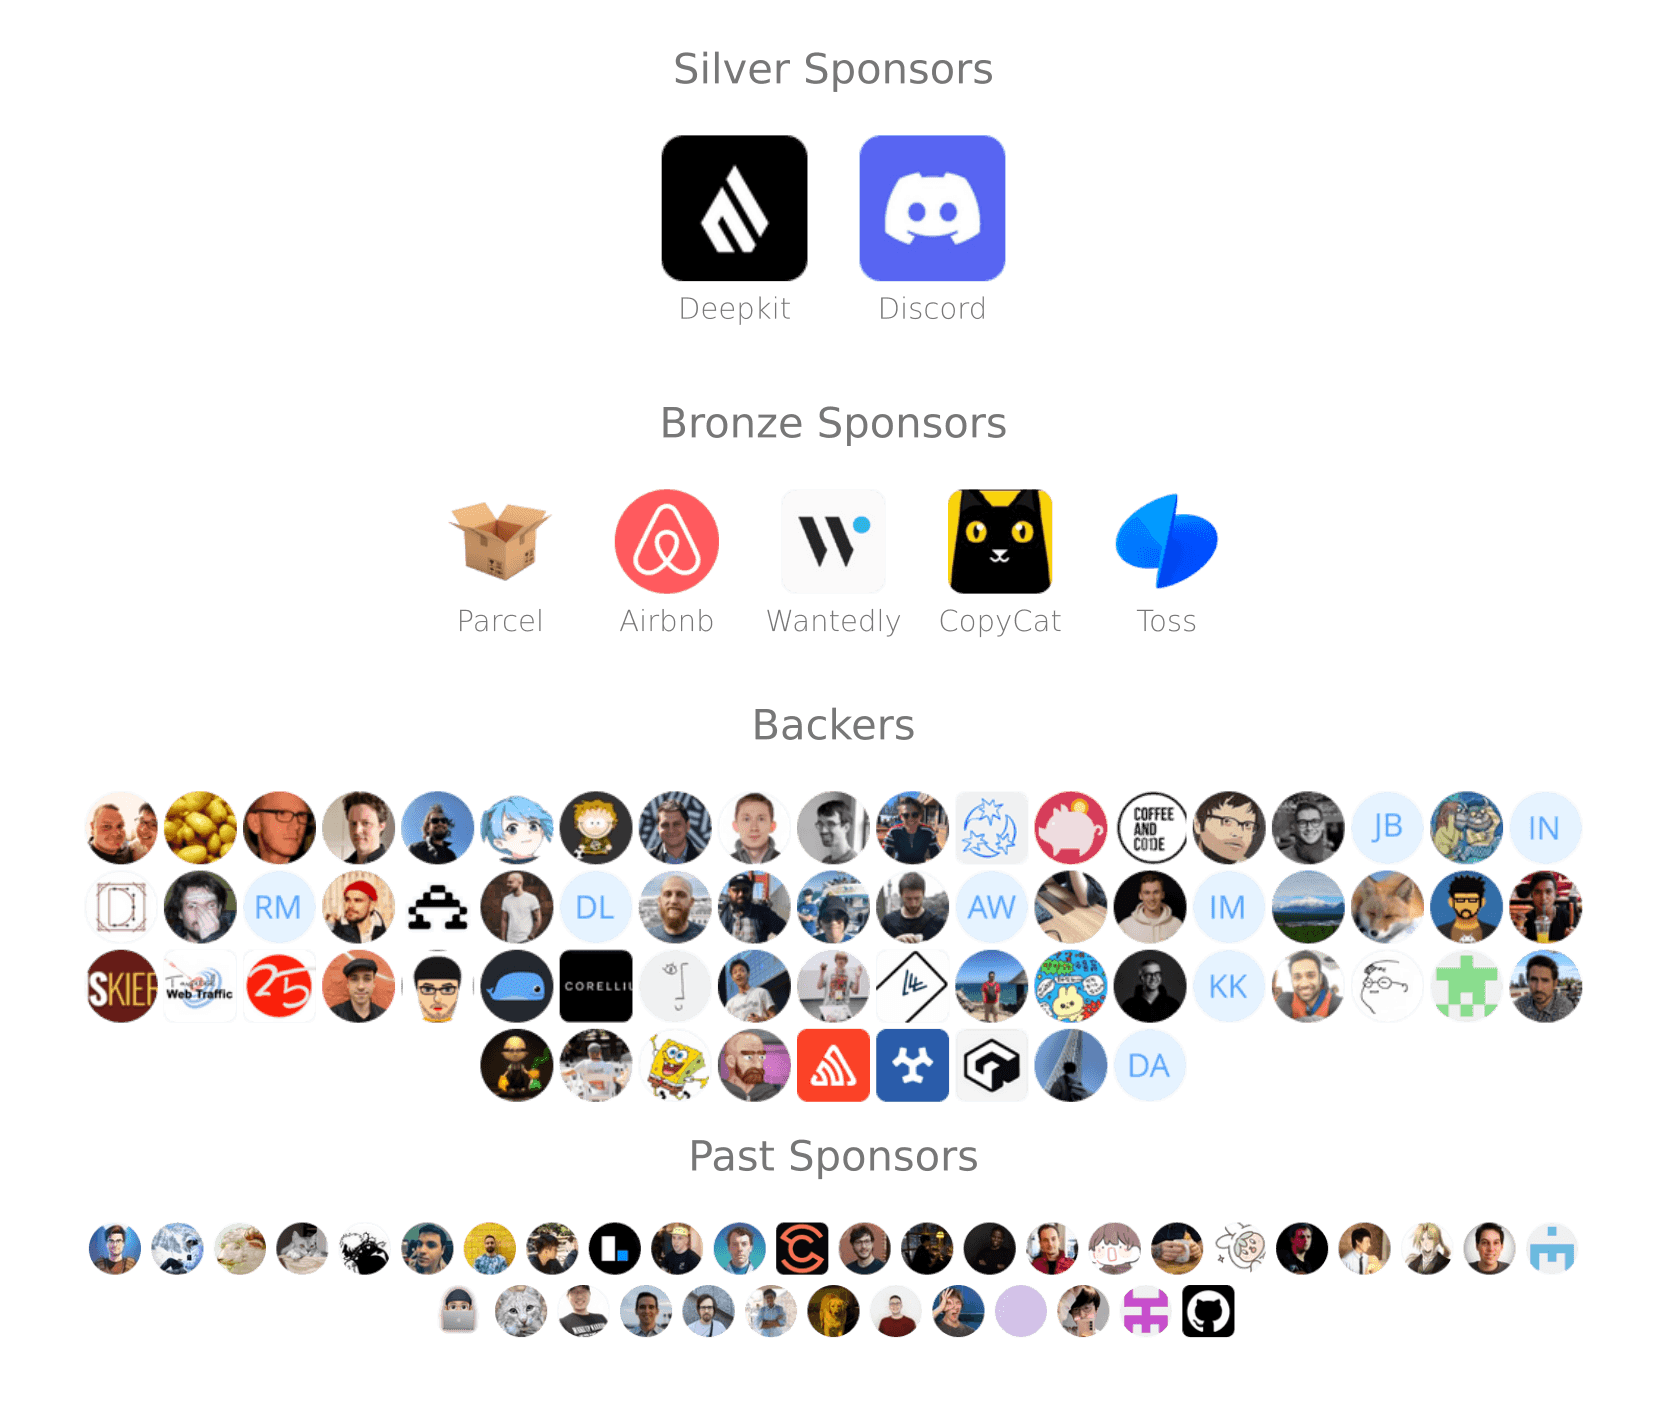 Silver Sponsors
Deepkit Discord
Bronze Sponsors
Parcel Airbnb Wantedly CopyCat Toss
Backers
COFFEE
AND
CODE
JB
IN
RM
DL
AW
IM
SKIER
Web Traffic
25
CORELLIU
KK
DA
Past Sponsors